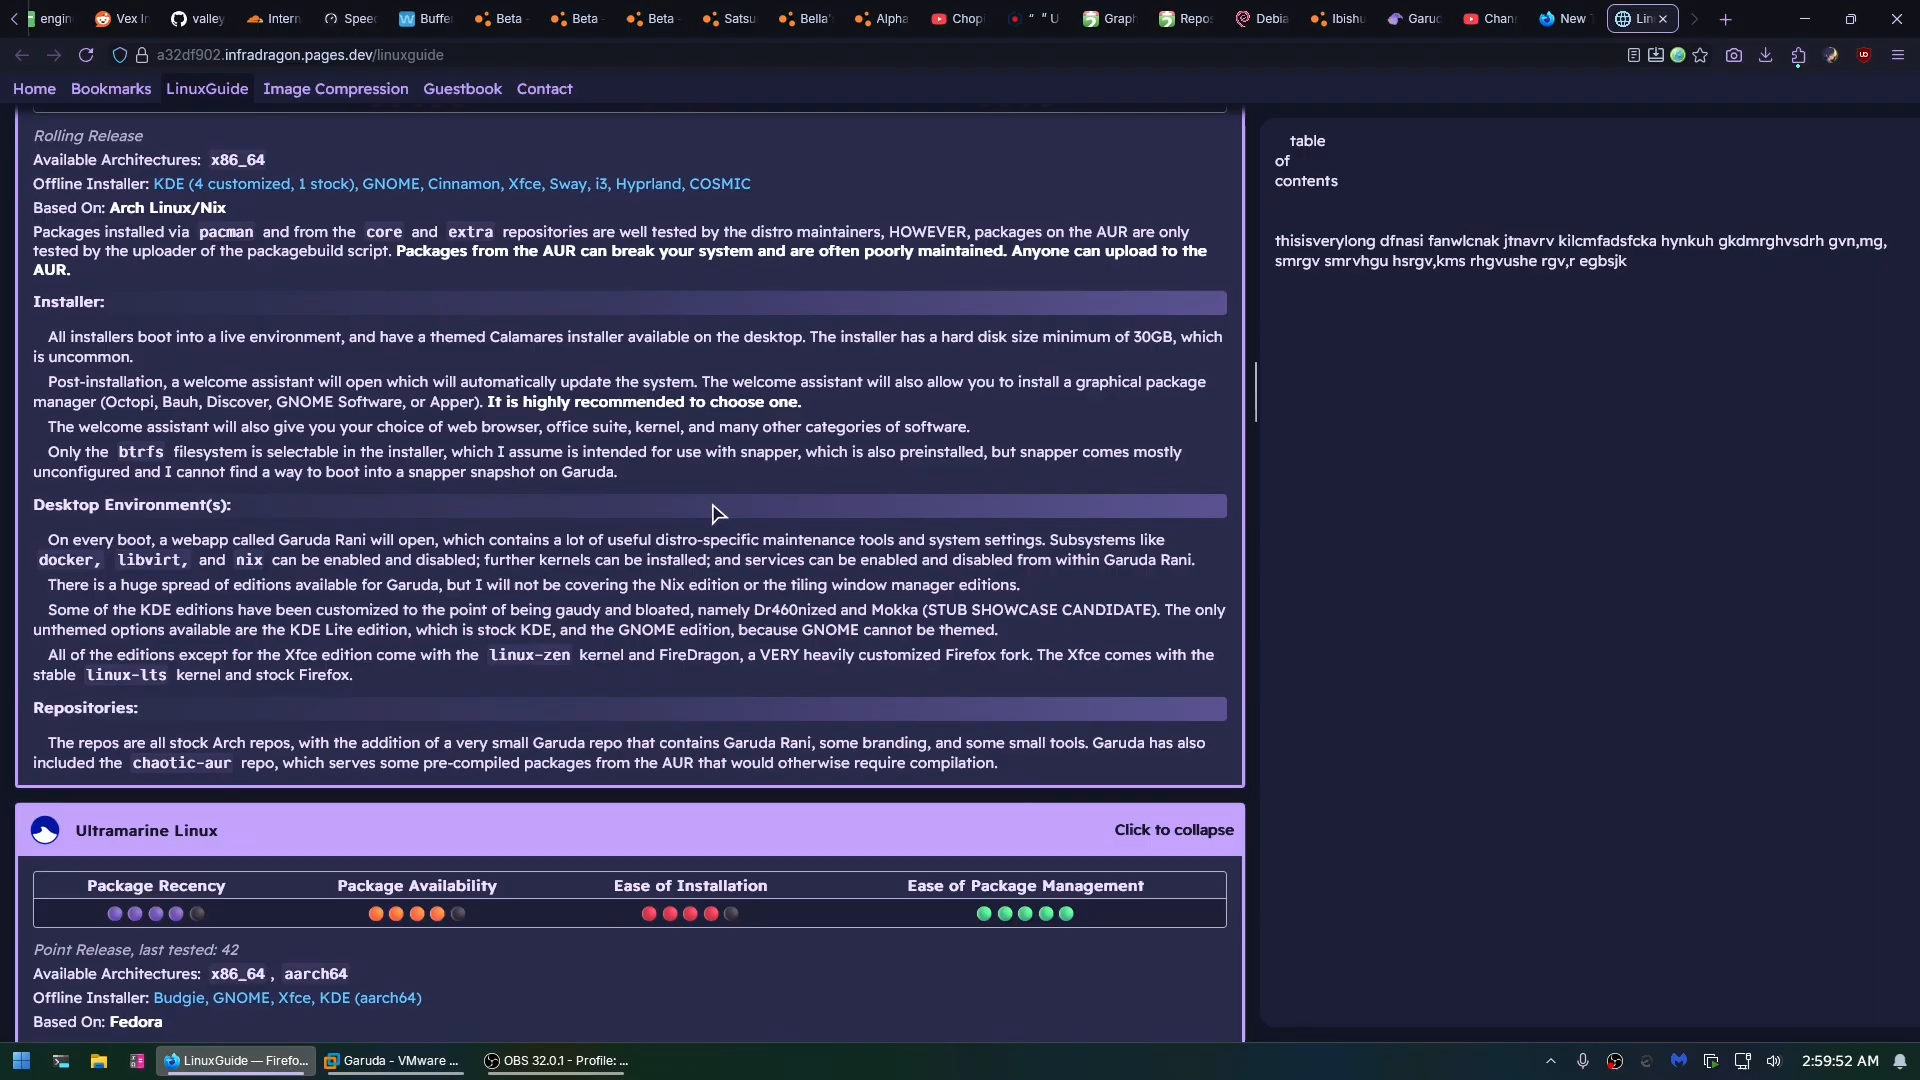 engin
Vex In
valley
Intern
Speed
Buffe
Beta -
Beta -
Beta -
Satsu
Bella'
Alpha
Chop
" " U
Graph
Repos
Debia
Ibishu
Garud
Chan
New
Lin
a32df902.infradragon.pages.dev/linuxguide
Home Bookmarks LinuxGuide Image Compression Guestbook Contact
Rolling Release
Available Architectures: x86_64
Offline Installer: KDE (4 customized, 1 stock), GNOME, Cinnamon, Xfce, Sway, i3, Hyprland, COSMIC
Based On: Arch Linux/Nix
Packages installed via pacman and from the core and extra repositories are well tested by the distro maintainers, HOWEVER, packages on the AUR are only
tested by the uploader of the packagebuild script. Packages from the AUR can break your system and are often poorly maintained. Anyone can upload to the
AUR.
Installer:
All installers boot into a live environment, and have a themed Calamares installer available on the desktop. The installer has a hard disk size minimum of 30GB, which
is uncommon.
Post-installation, a welcome assistant will open which will automatically update the system. The welcome assistant will also allow you to install a graphical package
manager (Octopi, Bauh, Discover, GNOME Software, or Apper). It is highly recommended to choose one.
The welcome assistant will also give you your choice of web browser, office suite, kernel, and many other categories of software.
Only the btrfs filesystem is selectable in the installer, which I assume is intended for use with snapper, which is also preinstalled, but snapper comes mostly
unconfigured and I cannot find a way to boot into a snapper snapshot on Garuda.
Desktop Environment(s):
On every boot, a webapp called Garuda Rani will open, which contains a lot of useful distro-specific maintenance tools and system settings. Subsystems like
docker, libvirt, and nix can be enabled and disabled; further kernels can be installed; and services can be enabled and disabled from within Garuda Rani.
There is a huge spread of editions available for Garuda, but I will not be covering the Nix edition or the tiling window manager editions.
Some of the KDE editions have been customized to the point of being gaudy and bloated, namely Dr460nized and Mokka (STUB SHOWCASE CANDIDATE). The only
unthemed options available are the KDE Lite edition, which is stock KDE, and the GNOME edition, because GNOME cannot be themed.
All of the editions except for the Xfce edition come with the linux-zen kernel and FireDragon, a VERY heavily customized Firefox fork. The Xfce comes with the
stable linux-lts kernel and stock Firefox.
Repositories:
The repos are all stock Arch repos, with the addition of a very small Garuda repo that contains Garuda Rani, some branding, and some small tools. Garuda has also
included the chaotic-aur repo, which serves some pre-compiled packages from the AUR that would otherwise require compilation.
Ultramarine Linux Click to collapse
Package Recency Package Availability Ease of Installation Ease of Package Management
Point Release, last tested: 42
Available Architectures: x86_64 , aarch64
Offline Installer: Budgie, GNOME, Xfce, KDE (aarch64)
Based On: Fedora
table
of
contents
thisisverylong dfnasi fanwlcnak jtnavrv kilcmfadsfcka hynkuh gkdmrghvsdrh gvn,mg,
smrgv smrvhgu hsrgv,kms rhgvushe rgv,r egbsjk
LinuxGuide — Firefo...
Garuda - VMware ...
OBS 32.0.1 - Profile: ...
2:59:52 AM